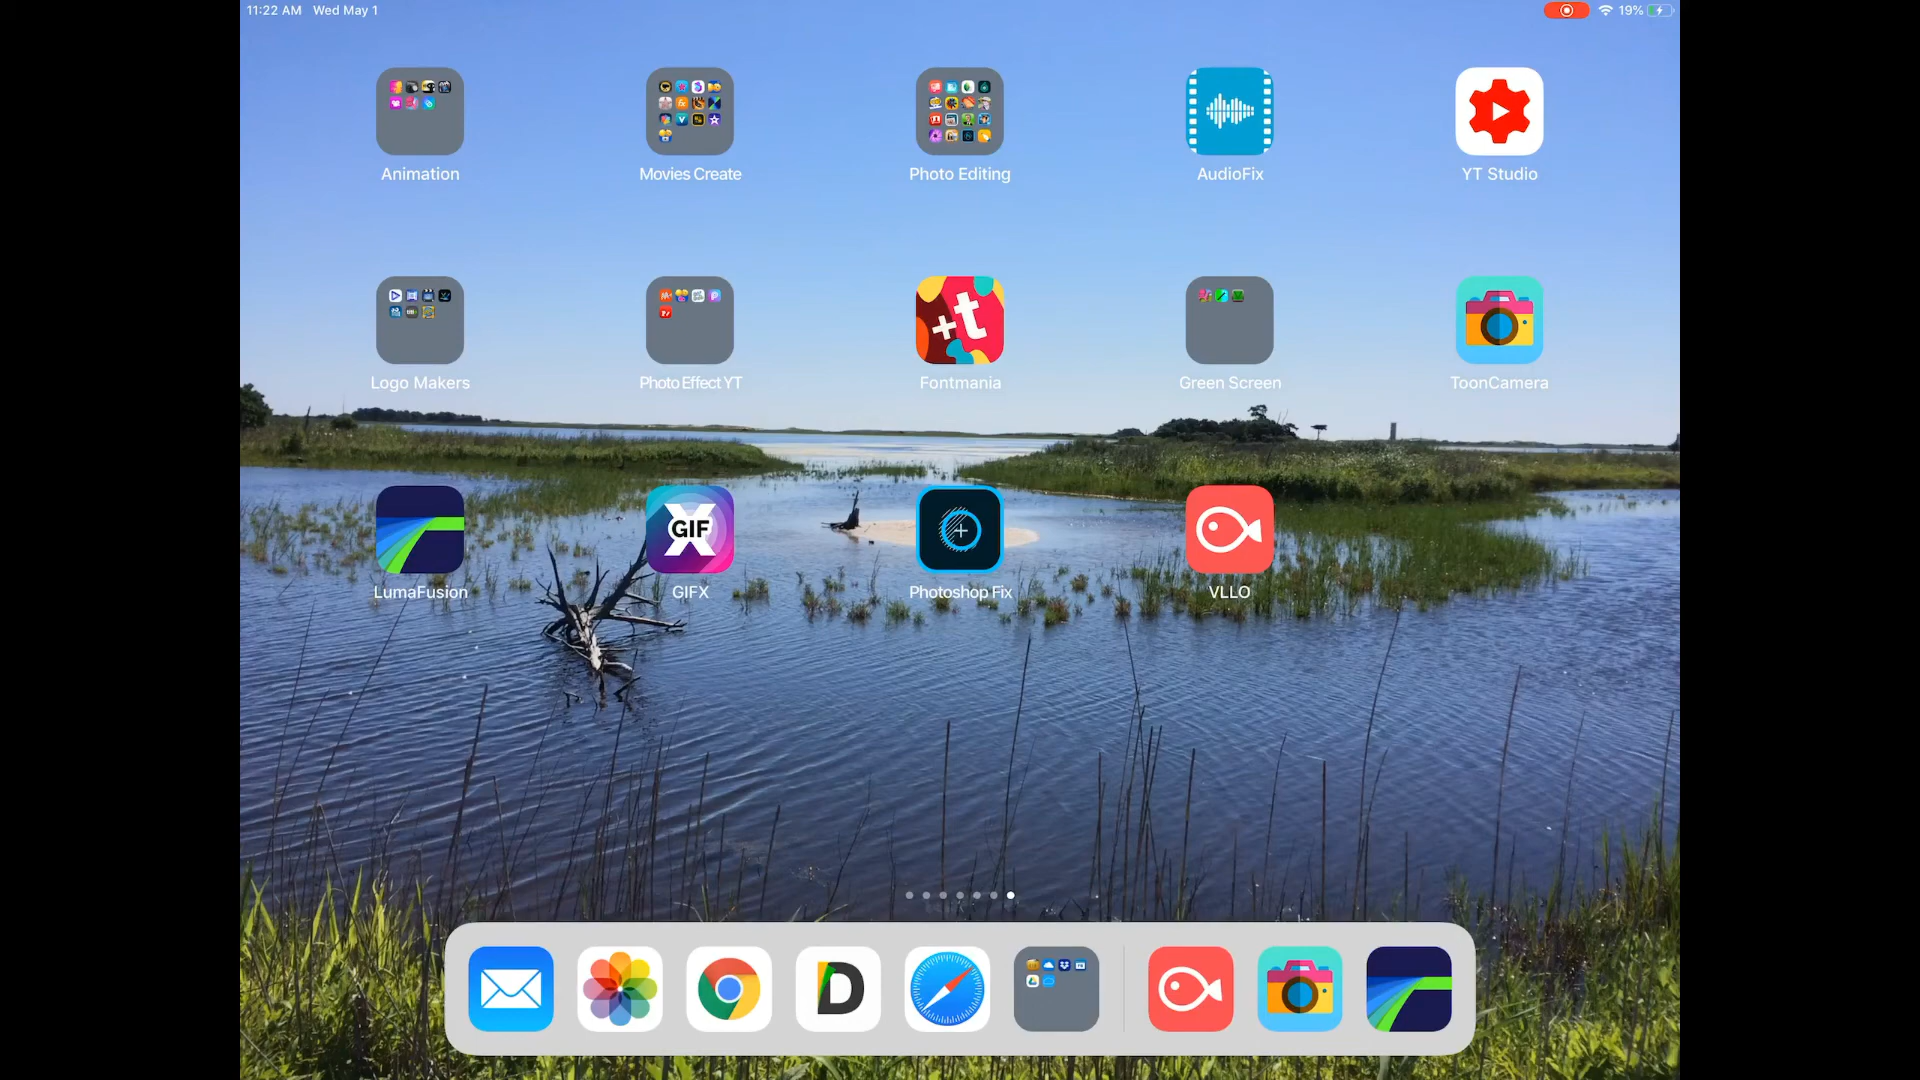 11:22 AM Wed May 1
19%
Animation
Movies Create
Photo Editing
AudioFix
YT Studio
Logo Makers
Photo Effect YT
+t
Fontmania
Green Screen
ToonCamera
LumaFusion
GIF
X
GIFX
Photoshop Fix
VLLO
D